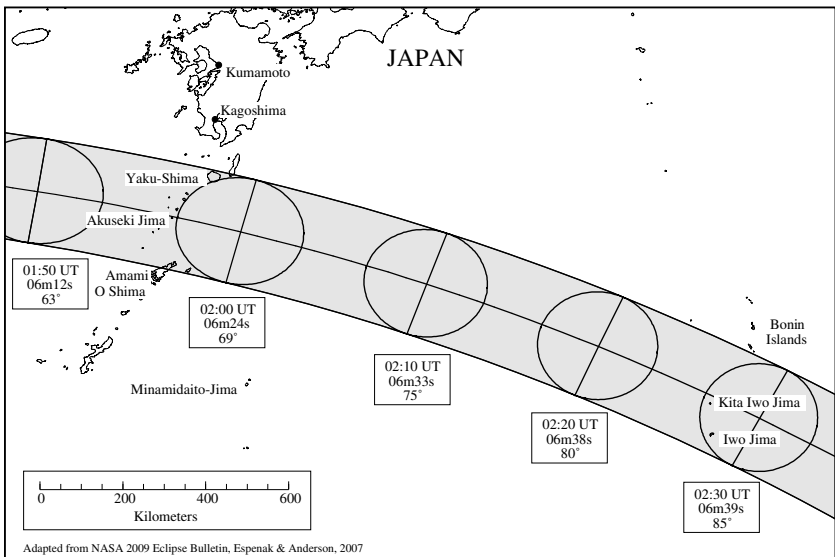 JAPAN
Kumamoto
Kagoshima
Yaku-Shima
Akuseki Jima
Amami
O Shima
01:50 UT
06m12s
63°
02:00 UT
06m24s
69°
02:10 UT
06m33s
75°
02:20 UT
06m38s
80°
02:30 UT
06m39s
85°
Bonin
Islands
Kita Iwo Jima
Iwo Jima
Minamidaito-Jima
0 200 400 600
Kilometers
Adapted from NASA 2009 Eclipse Bulletin, Espenak & Anderson, 2007